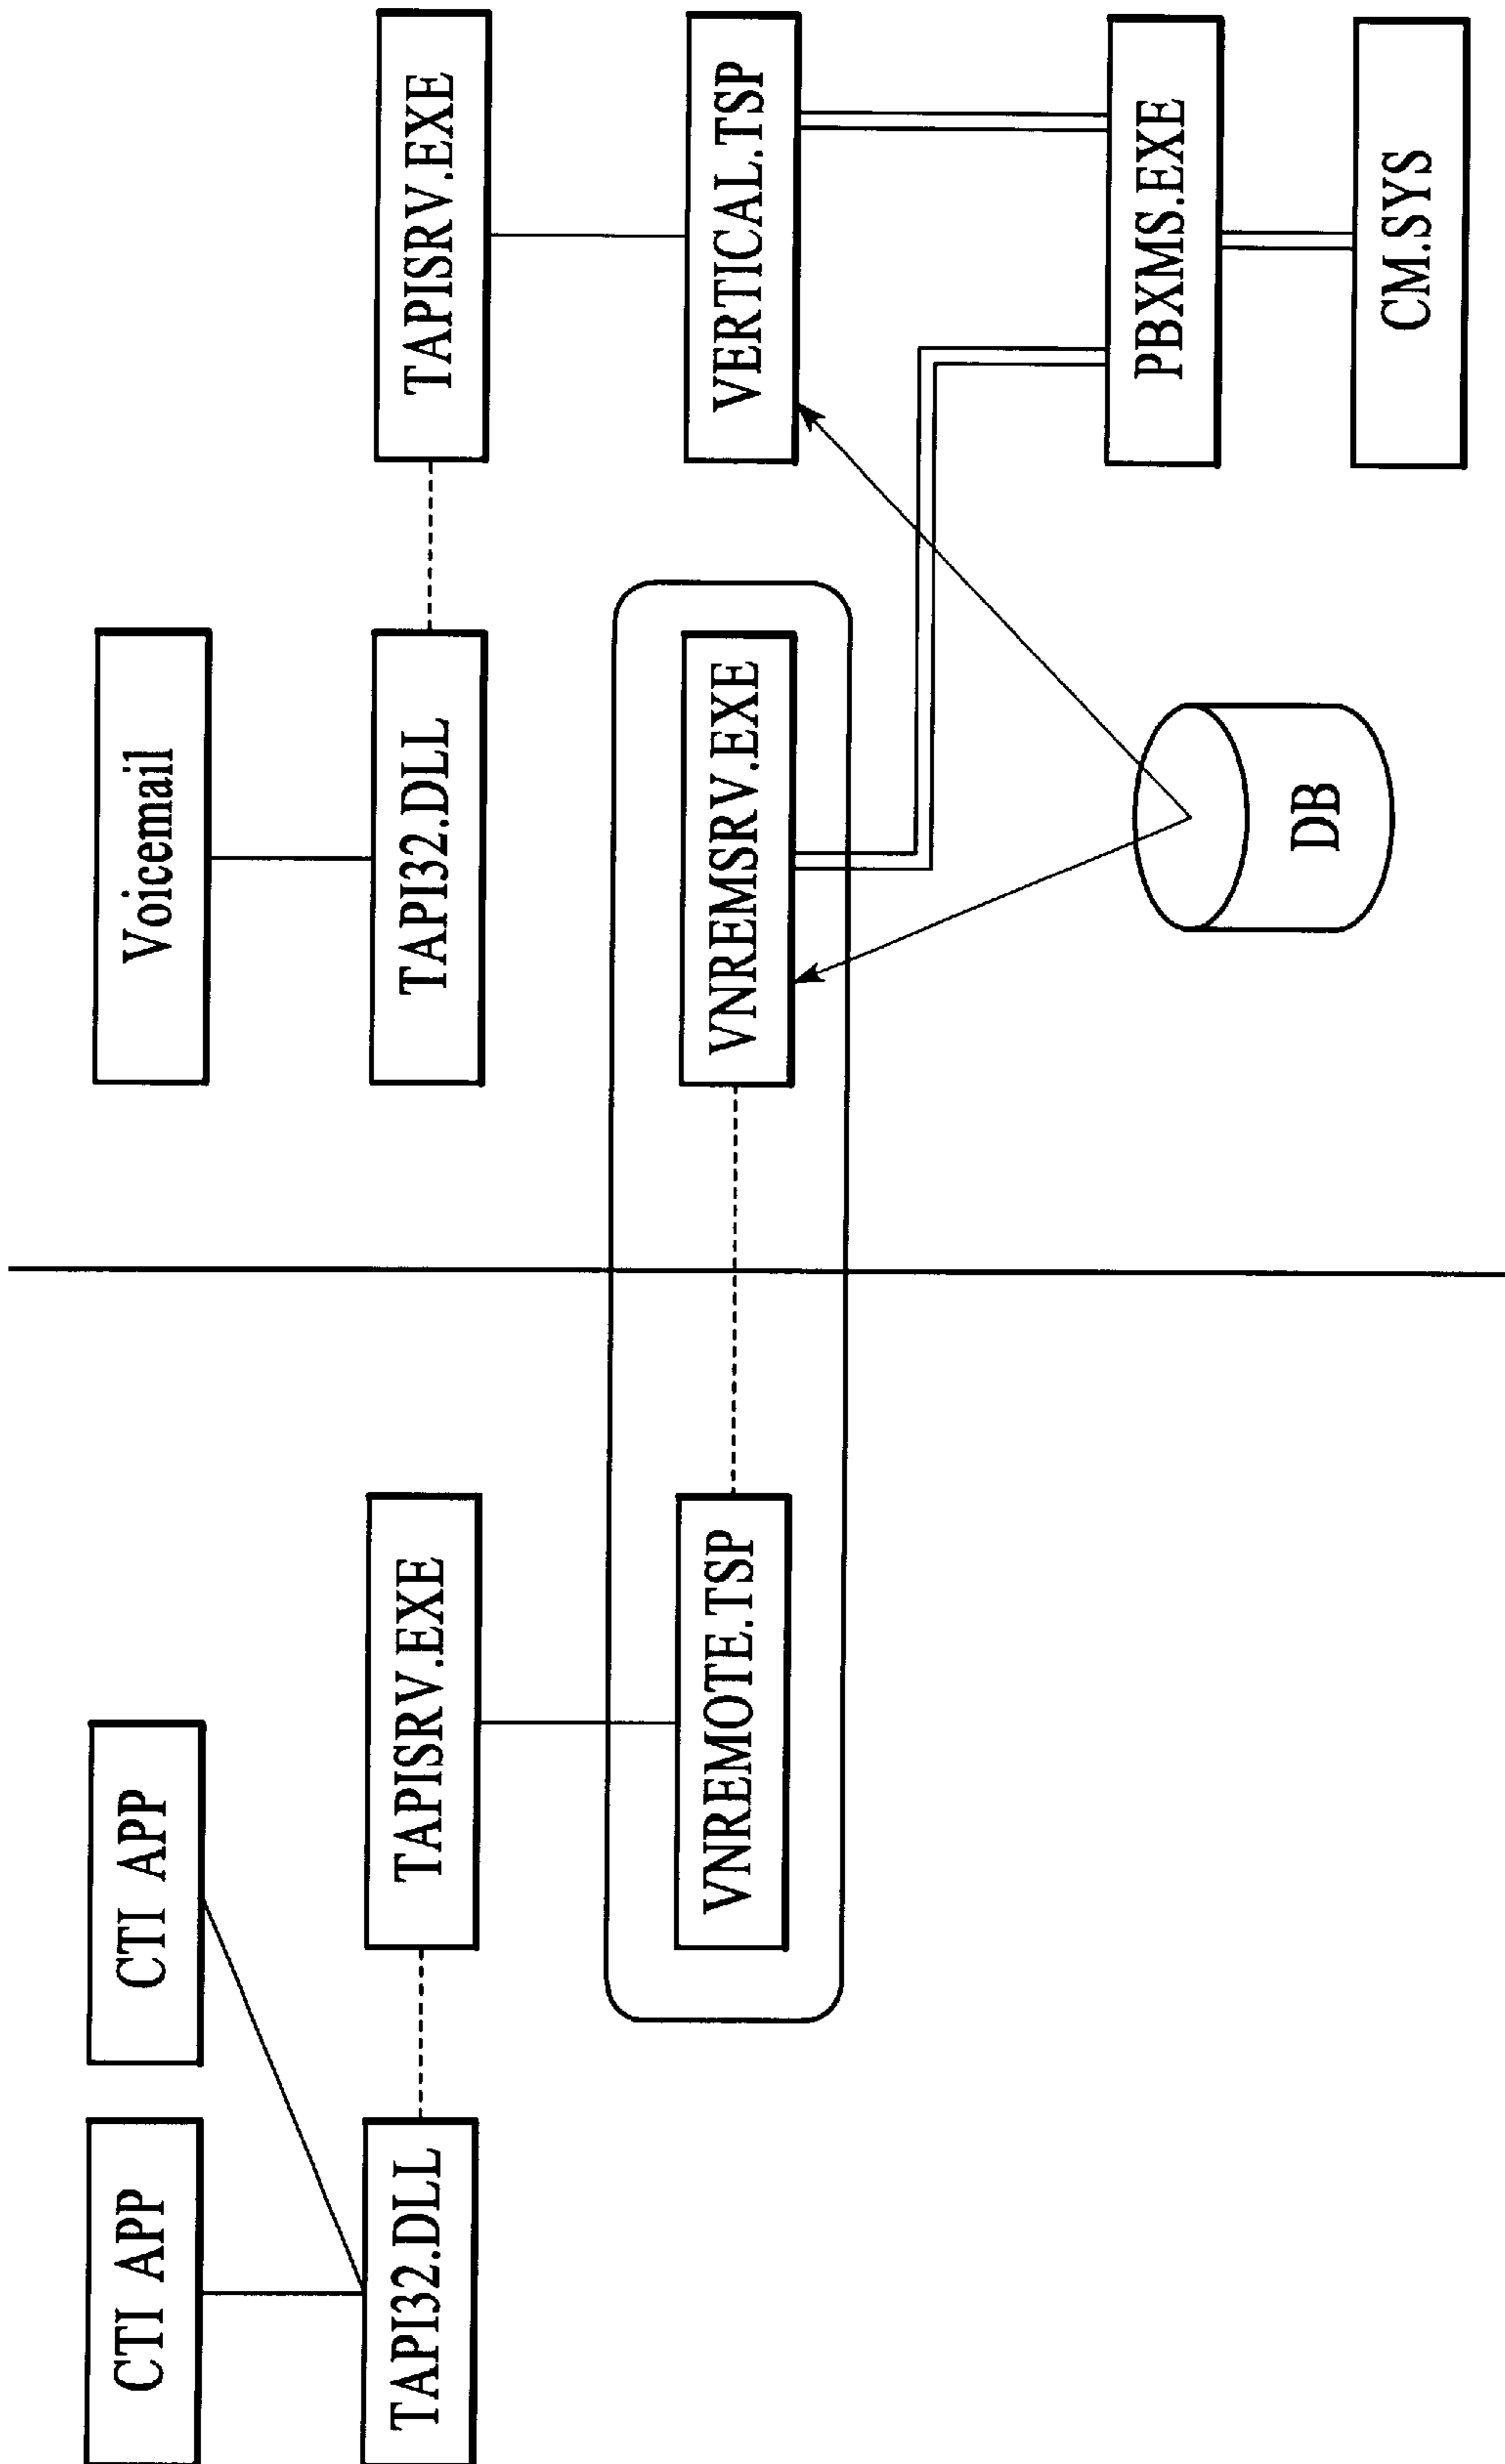 CTI APP
CTI APP
Voicemail
TAPI32.DLL
TAPISRV.EXE
TAPI32.DLL
TAPISRV.EXE
VNREMOTE.TSP
VNREMSRV.EXE
VERTICAL.TSP
DB
PBXMS.EXE
CM.SYS